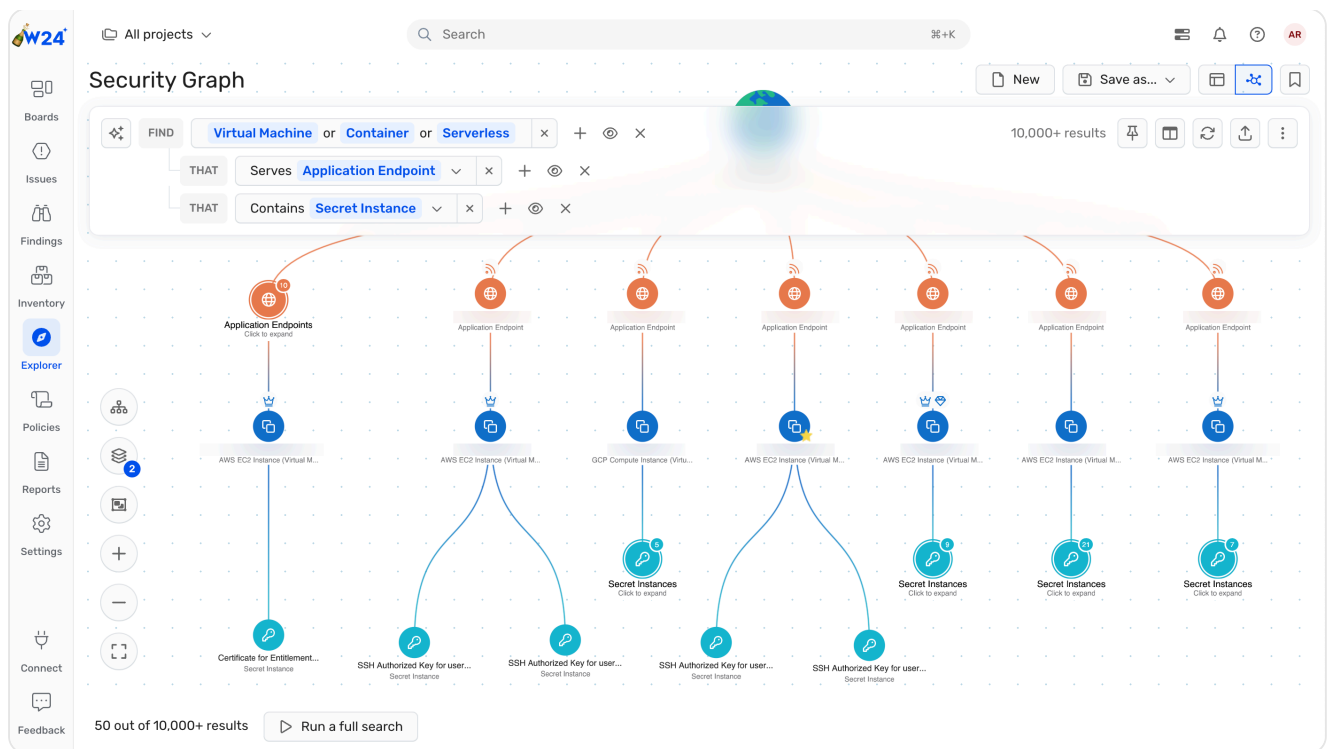 W24
All projects
Search
⌘+K
AR
Security Graph
New
Save as...
Boards
Issues
Findings
Inventory
Explorer
Policies
Reports
Settings
Connect
Feedback
FIND
Virtual Machine or Container or Serverless
10,000+ results
THAT
Serves Application Endpoint
THAT
Contains Secret Instance
10
Application Endpoints
Click to expand
Application Endpoint
Application Endpoint
Application Endpoint
Application Endpoint
Application Endpoint
Application Endpoint
2
AWS EC2 Instance (Virtual M...
AWS EC2 Instance (Virtual M...
GCP Compute Instance (Virtu...
AWS EC2 Instance (Virtual M...
AWS EC2 Instance (Virtual M...
AWS EC2 Instance (Virtual M...
AWS EC2 Instance (Virtual M...
5
Secret Instances
Click to expand
9
Secret Instances
Click to expand
21
Secret Instances
Click to expand
7
Secret Instances
Click to expand
Certificate for Entitlement...
Secret Instance
SSH Authorized Key for user...
Secret Instance
SSH Authorized Key for user...
Secret Instance
SSH Authorized Key for user...
Secret Instance
SSH Authorized Key for user...
Secret Instance
50 out of 10,000+ results
Run a full search